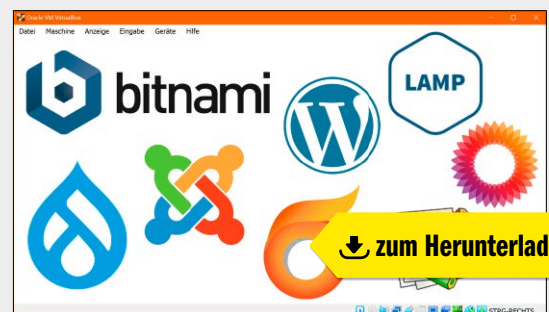 Oracle VM VirtualBox
Datei Maschine Anzeige Eingabe Geräte Hilfe
bitnami
LAMP
zum Herunterlad
STRG-RECHTS